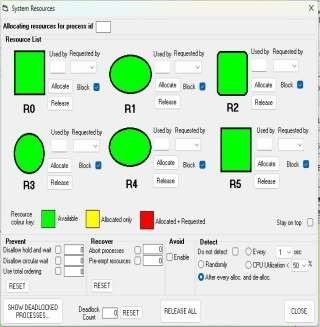 System Resources
Allocating resources for process id
Resource List
Used by Requested by
Allocate
Block
Release
R0
Used by Requested by
Allocate
Block
Release
R1
Used by Requested by
Allocate
Block
Release
R2
Used by Requested by
Allocate
Block
Release
R3
Used by Requested by
Allocate
Block
Release
R4
Used by Requested by
Allocate
Block
Release
R5
Resource colour key:
Available
Allocated only
Allocated + Requested
Stay on top
Prevent
Disallow hold and wait 0
Disallow circular wait 0
Use total ordering 0
RESET
Recover
Abort processes 0
Pre-empt resources 0
RESET
Avoid
Enable
Detect
Do not detect
Every 1 sec
Randomly
CPU Utilization < 50 %
After every alloc. and de-alloc.
SHOW DEADLOCKED PROCESSES...
Deadlock Count 0 RESET
RELEASE ALL
CLOSE